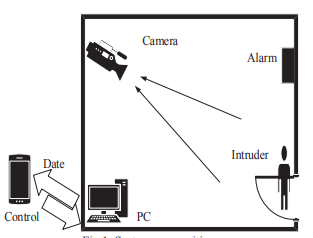 Camera
Alarm
Intruder
Date
Control
PC